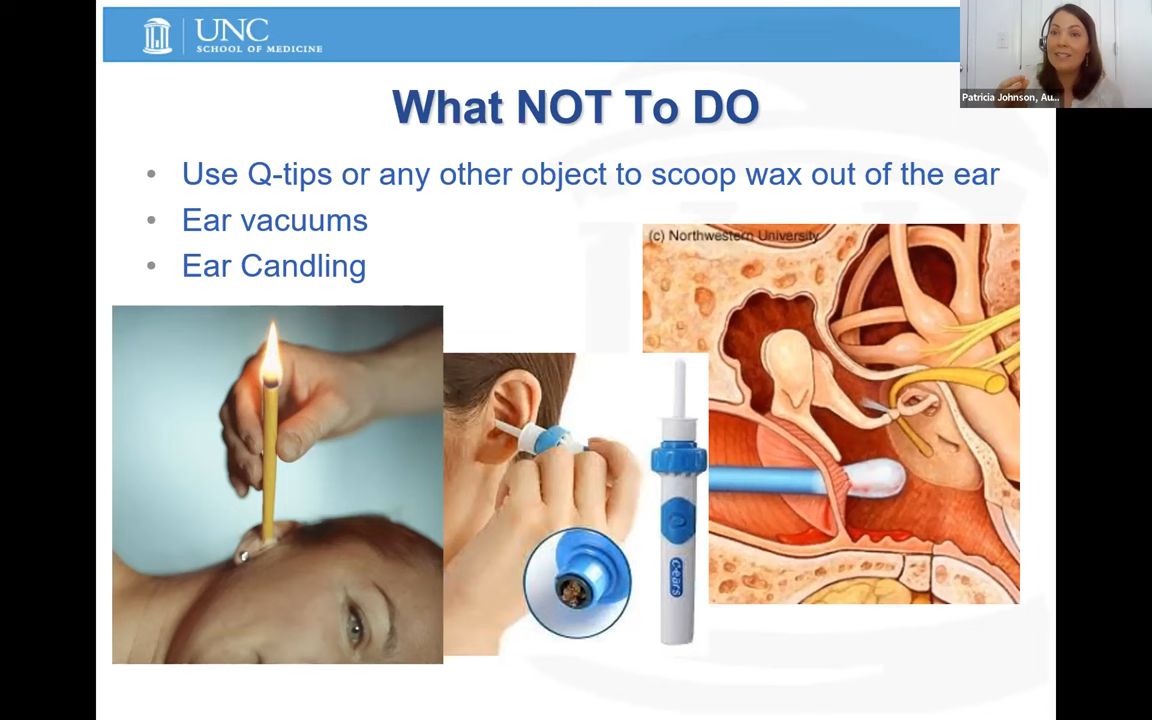 UNC
SCHOOL OF MEDICINE
Patricia Johnson, Au...
What NOT To DO
• Use Q-tips or any other object to scoop wax out of the ear
• Ear vacuums
• Ear Candling
(c) Northwestern University
c-ears